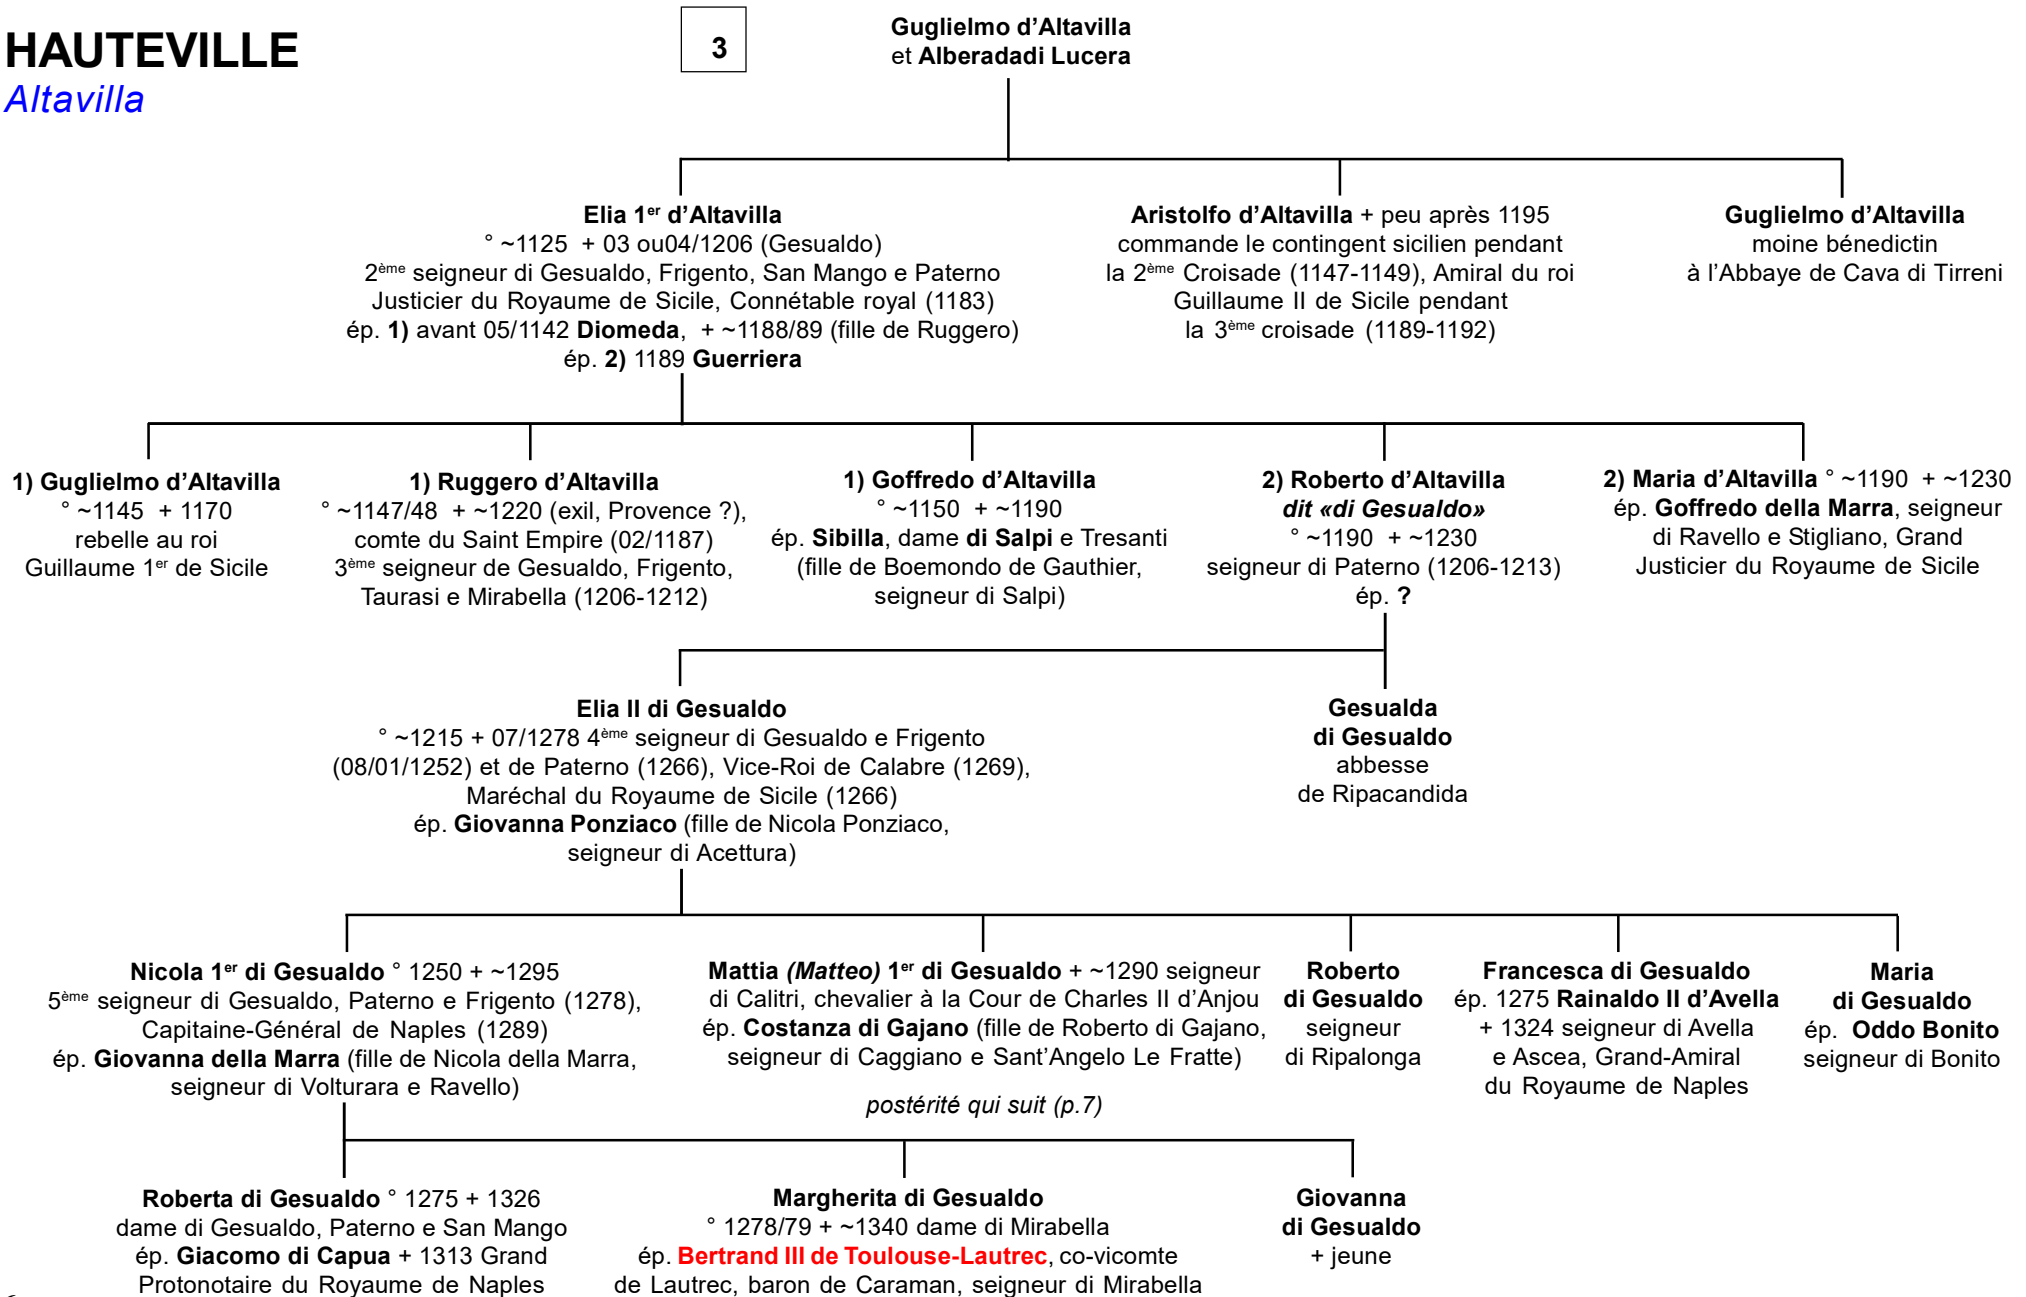 HAUTEVILLE
Altavilla
3
Guglielmo d’Altavilla
et Alberadadi Lucera
Elia 1er d’Altavilla
° ~1125 + 03 ou04/1206 (Gesualdo)
2ème seigneur di Gesualdo, Frigento, San Mango e Paterno
Justicier du Royaume de Sicile, Connétable royal (1183)
ép. 1) avant 05/1142 Diomeda, + ~1188/89 (fille de Ruggero)
ép. 2) 1189 Guerriera
Aristolfo d’Altavilla + peu après 1195
commande le contingent sicilien pendant
la 2ème Croisade (1147-1149), Amiral du roi
Guillaume II de Sicile pendant
la 3ème croisade (1189-1192)
Guglielmo d’Altavilla
moine bénedictin
à l’Abbaye de Cava di Tirreni
1) Guglielmo d’Altavilla
° ~1145 + 1170
rebelle au roi
Guillaume 1er de Sicile
1) Ruggero d’Altavilla
° ~1147/48 + ~1220 (exil, Provence ?),
comte du Saint Empire (02/1187)
3ème seigneur de Gesualdo, Frigento,
Taurasi e Mirabella (1206-1212)
1) Goffredo d’Altavilla
° ~1150 + ~1190
ép. Sibilla, dame di Salpi e Tresanti
(fille de Boemondo de Gauthier,
seigneur di Salpi)
2) Roberto d’Altavilla
dit «di Gesualdo»
° ~1190 + ~1230
seigneur di Paterno (1206-1213)
ép. ?
2) Maria d’Altavilla ° ~1190 + ~1230
ép. Goffredo della Marra, seigneur
di Ravello e Stigliano, Grand
Justicier du Royaume de Sicile
Elia II di Gesualdo
° ~1215 + 07/1278 4ème seigneur di Gesualdo e Frigento
(08/01/1252) et de Paterno (1266), Vice-Roi de Calabre (1269),
Maréchal du Royaume de Sicile (1266)
ép. Giovanna Ponziaco (fille de Nicola Ponziaco,
seigneur di Acettura)
Gesualda
di Gesualdo
abbesse
de Ripacandida
Nicola 1er di Gesualdo ° 1250 + ~1295
5ème seigneur di Gesualdo, Paterno e Frigento (1278),
Capitaine-Général de Naples (1289)
ép. Giovanna della Marra (fille de Nicola della Marra,
seigneur di Volturara e Ravello)
Mattia (Matteo) 1er di Gesualdo + ~1290 seigneur
di Calitri, chevalier à la Cour de Charles II d’Anjou
ép. Costanza di Gajano (fille de Roberto di Gajano,
seigneur di Caggiano e Sant’Angelo Le Fratte)
postérité qui suit (p.7)
Roberto
di Gesualdo
seigneur
di Ripalonga
Francesca di Gesualdo
ép. 1275 Rainaldo II d’Avella
+ 1324 seigneur di Avella
e Ascea, Grand-Amiral
du Royaume de Naples
Maria
di Gesualdo
ép. Oddo Bonito
seigneur di Bonito
Roberta di Gesualdo ° 1275 + 1326
dame di Gesualdo, Paterno e San Mango
ép. Giacomo di Capua + 1313 Grand
Protonotaire du Royaume de Naples
Margherita di Gesualdo
° 1278/79 + ~1340 dame di Mirabella
ép. Bertrand III de Toulouse-Lautrec, co-vicomte
de Lautrec, baron de Caraman, seigneur di Mirabella
Giovanna
di Gesualdo
+ jeune